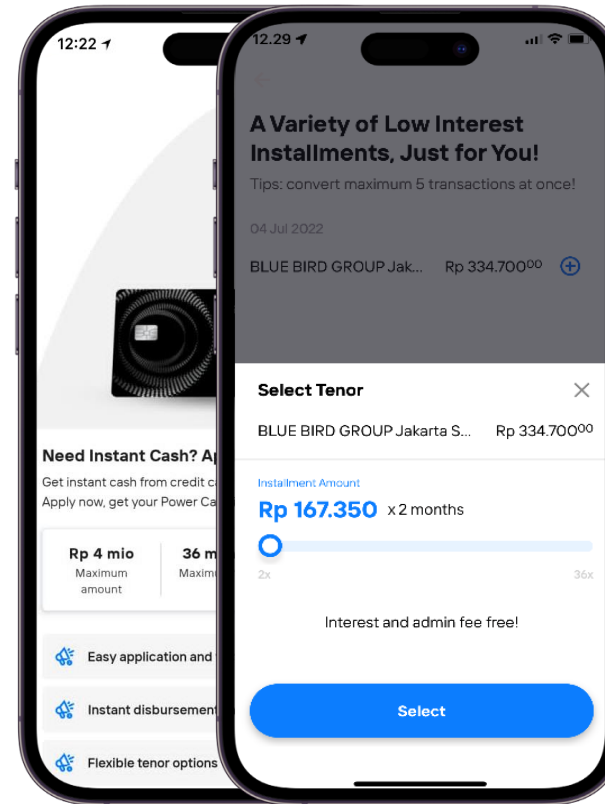 12:22
Need Instant Cash?
Get instant cash from credit
Apply now, get your Power
Rp 4 mio
36
Maximum
amount
Easy application and
Instant disbursement
Flexible tenor options
12.29
A Variety of Low Interest
Installments, Just for You!
Tips: convert maximum 5 transactions at once!
04 Jul 2022
BLUE BIRD GROUP Jak... Rp 334.700⁰⁰
Select Tenor
BLUE BIRD GROUP Jakarta S... Rp 334.700⁰⁰
Installment Amount
Rp 167.350 x 2 months
2x 36x
Interest and admin fee free!
Select